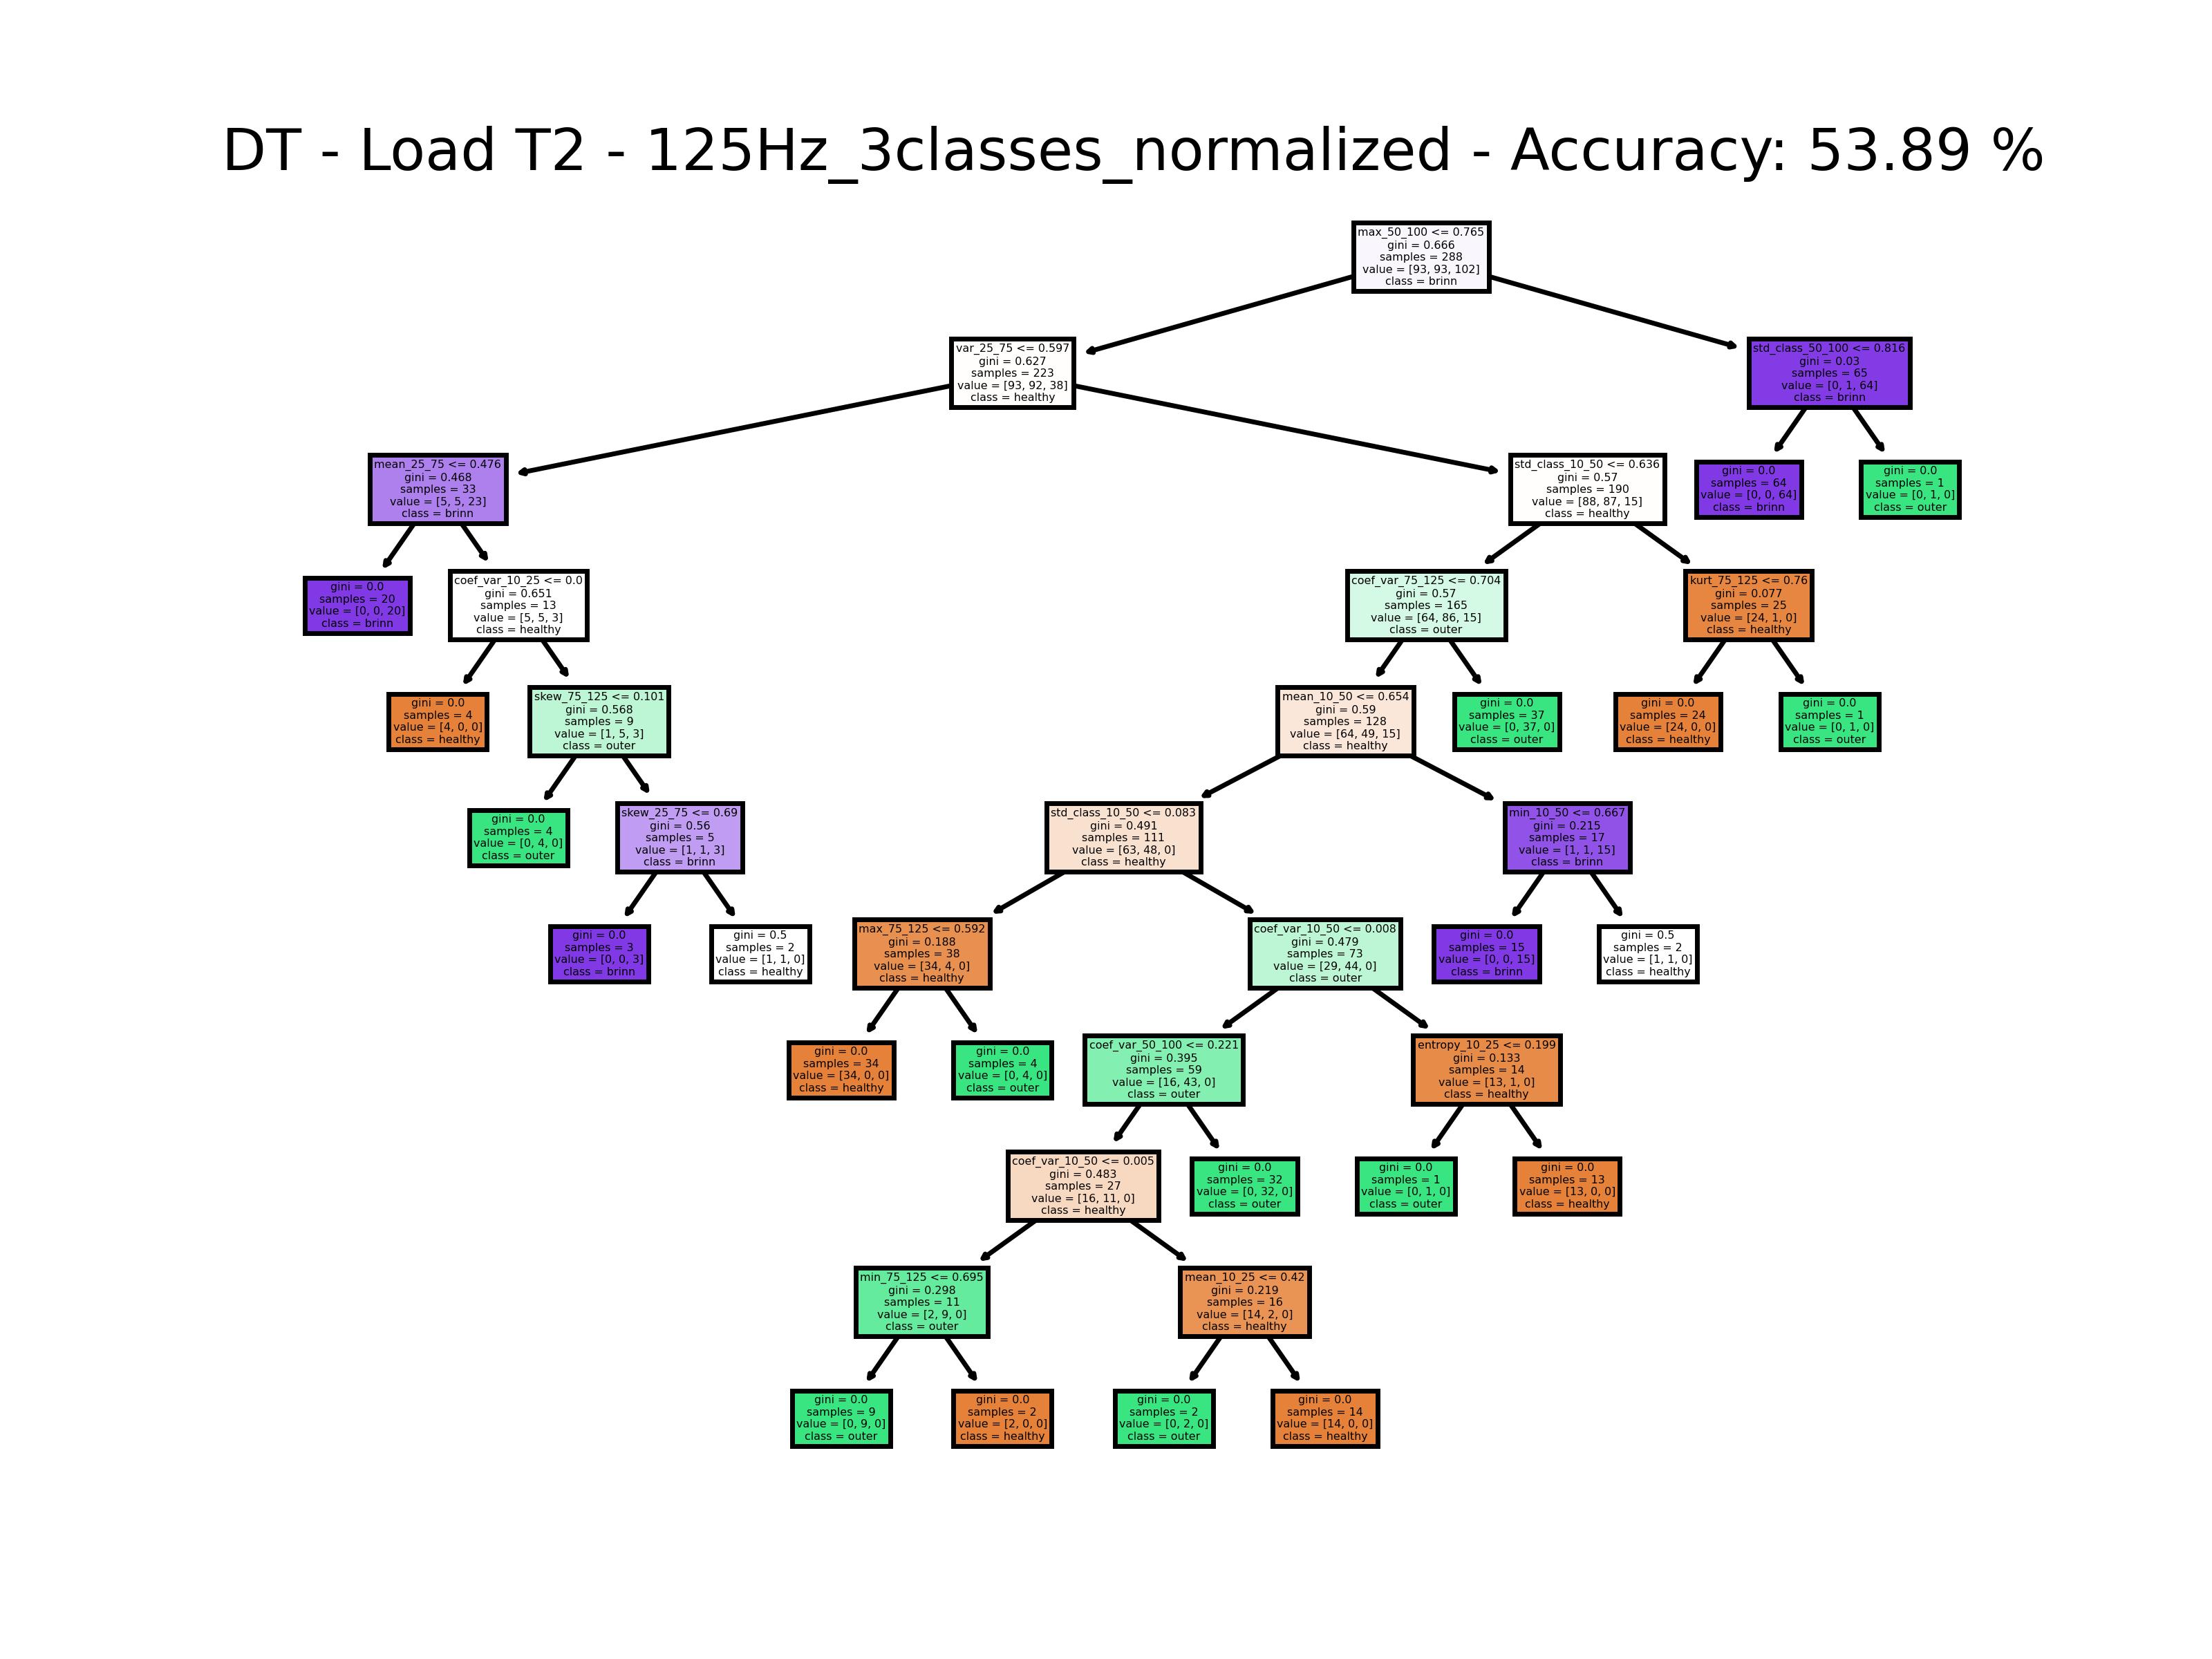 DT - Load T2 - 125Hz_3classes_normalized - Accuracy: 53.89 %
max_50_100 <= 0.765
gini = 0.666
samples = 288
value = [93, 93, 102]
class = brinn
var_25_75 <= 0.597
gini = 0.627
samples = 223
value = [93, 92, 38]
class = healthy
std_class_50_100 <= 0.816
gini = 0.03
samples = 65
value = [0, 1, 64]
class = brinn
mean_25_75 <= 0.476
gini = 0.468
samples = 33
value = [5, 5, 23]
class = brinn
std_class_10_50 <= 0.636
gini = 0.57
samples = 190
value = [88, 87, 15]
class = healthy
gini = 0.0
samples = 64
value = [0, 0, 64]
class = brinn
gini = 0.0
samples = 1
value = [0, 1, 0]
class = outer
gini = 0.0
samples = 20
value = [0, 0, 20]
class = brinn
coef_var_10_25 <= 0.0
gini = 0.651
samples = 13
value = [5, 5, 3]
class = healthy
coef_var_75_125 <= 0.704
gini = 0.57
samples = 165
value = [64, 86, 15]
class = outer
kurt_75_125 <= 0.76
gini = 0.077
samples = 25
value = [24, 1, 0]
class = healthy
gini = 0.0
samples = 4
value = [4, 0, 0]
class = healthy
skew_75_125 <= 0.101
gini = 0.568
samples = 9
value = [1, 5, 3]
class = outer
mean_10_50 <= 0.654
gini = 0.59
samples = 128
value = [64, 49, 15]
class = healthy
gini = 0.0
samples = 37
value = [0, 37, 0]
class = outer
gini = 0.0
samples = 24
value = [24, 0, 0]
class = healthy
gini = 0.0
samples = 1
value = [0, 1, 0]
class = outer
gini = 0.0
samples = 4
value = [0, 4, 0]
class = outer
skew_25_75 <= 0.69
gini = 0.56
samples = 5
value = [1, 1, 3]
class = brinn
std_class_10_50 <= 0.083
gini = 0.491
samples = 111
value = [63, 48, 0]
class = healthy
min_10_50 <= 0.667
gini = 0.215
samples = 17
value = [1, 1, 15]
class = brinn
gini = 0.0
samples = 3
value = [0, 0, 3]
class = brinn
gini = 0.5
samples = 2
value = [1, 1, 0]
class = healthy
max_75_125 <= 0.592
gini = 0.188
samples = 38
value = [34, 4, 0]
class = healthy
coef_var_10_50 <= 0.008
gini = 0.479
samples = 73
value = [29, 44, 0]
class = outer
gini = 0.0
samples = 15
value = [0, 0, 15]
class = brinn
gini = 0.5
samples = 2
value = [1, 1, 0]
class = healthy
gini = 0.0
samples = 34
value = [34, 0, 0]
class = healthy
gini = 0.0
samples = 4
value = [0, 4, 0]
class = outer
coef_var_50_100 <= 0.221
gini = 0.395
samples = 59
value = [16, 43, 0]
class = outer
entropy_10_25 <= 0.199
gini = 0.133
samples = 14
value = [13, 1, 0]
class = healthy
coef_var_10_50 <= 0.005
gini = 0.483
samples = 27
value = [16, 11, 0]
class = healthy
gini = 0.0
samples = 32
value = [0, 32, 0]
class = outer
gini = 0.0
samples = 1
value = [0, 1, 0]
class = outer
gini = 0.0
samples = 13
value = [13, 0, 0]
class = healthy
min_75_125 <= 0.695
gini = 0.298
samples = 11
value = [2, 9, 0]
class = outer
mean_10_25 <= 0.42
gini = 0.219
samples = 16
value = [14, 2, 0]
class = healthy
gini = 0.0
samples = 9
value = [0, 9, 0]
class = outer
gini = 0.0
samples = 2
value = [2, 0, 0]
class = healthy
gini = 0.0
samples = 2
value = [0, 2, 0]
class = outer
gini = 0.0
samples = 14
value = [14, 0, 0]
class = healthy